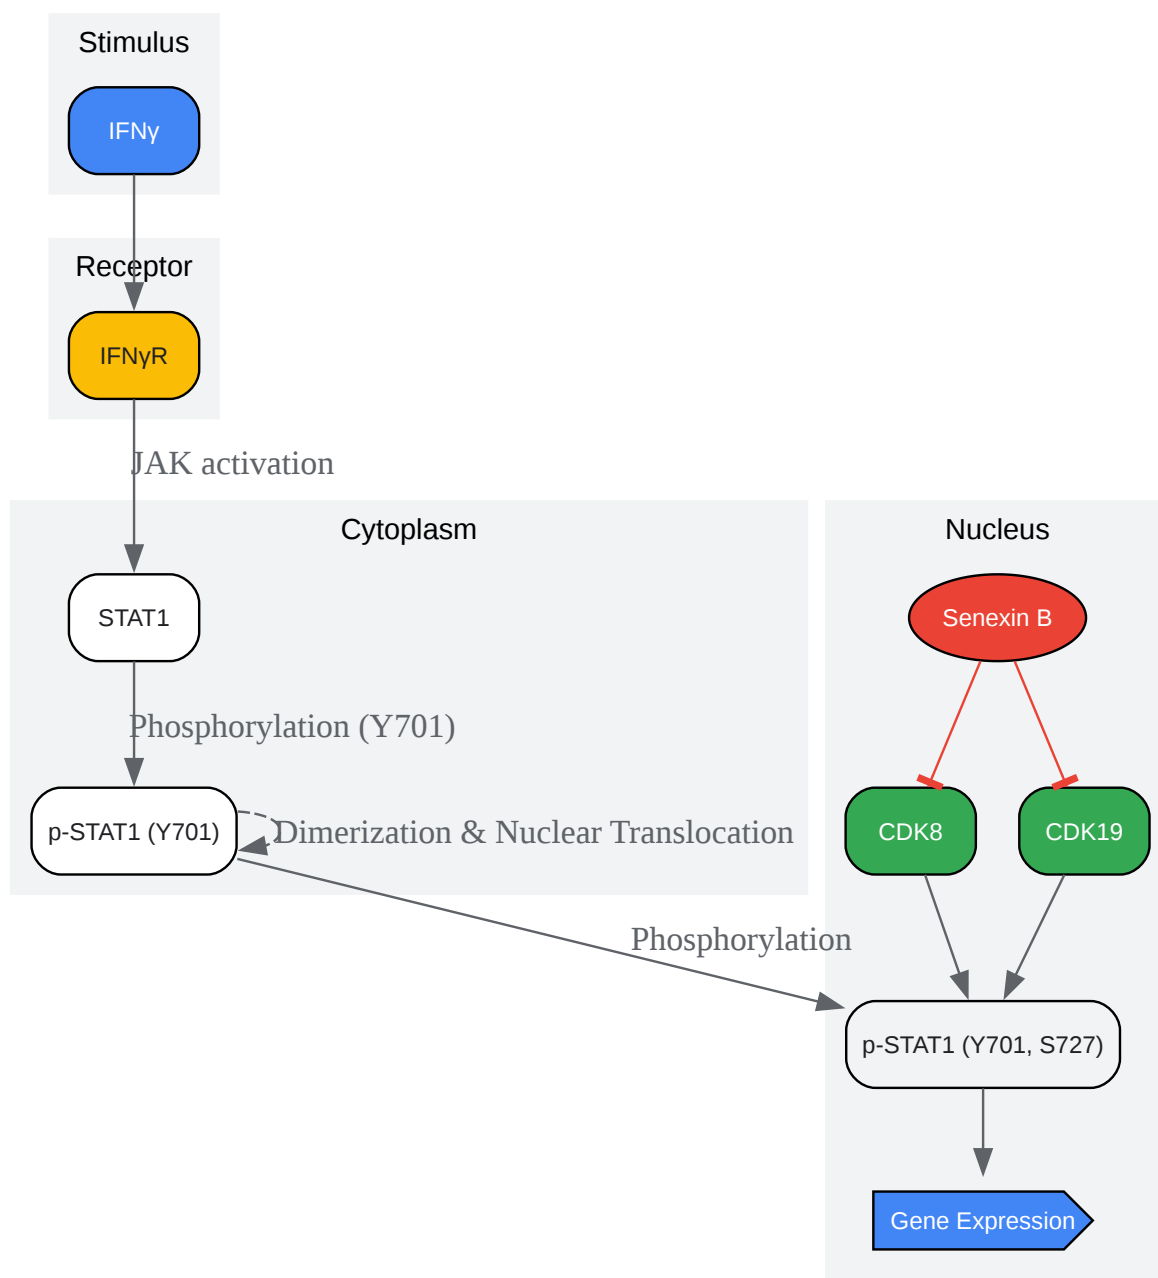 Stimulus
IFNγ
Receptor
IFNγR
JAK activation
Cytoplasm
Nucleus
STAT1
Senexin B
Phosphorylation (Y701)
p-STAT1 (Y701)
Dimerization & Nuclear Translocation
CDK8
CDK19
Phosphorylation
p-STAT1 (Y701, S727)
Gene Expression